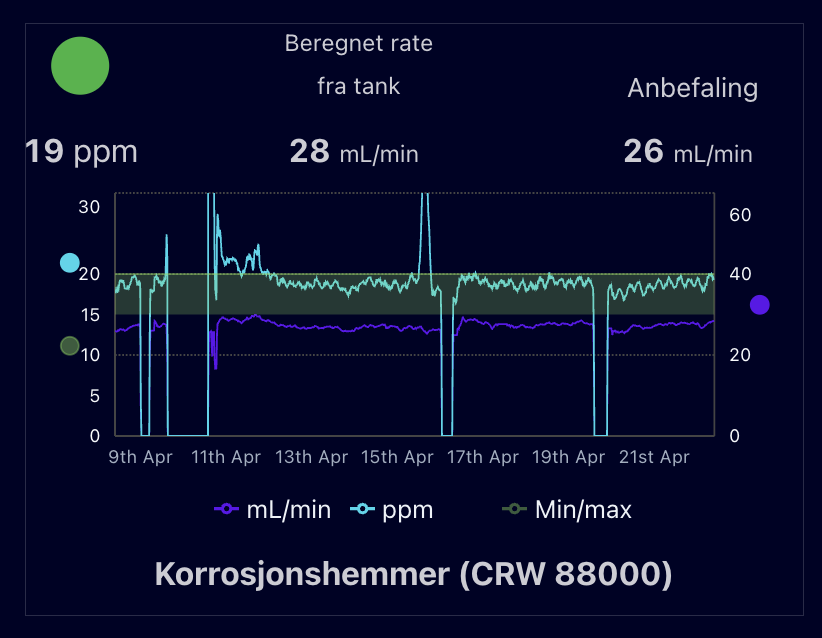 Beregnet rate
fra tank
Anbefaling
19 ppm
28 mL/min
26 mL/min
30
20
15
10
5
0
60
40
20
0
9th Apr
11th Apr
13th Apr
15th Apr
17th Apr
19th Apr
21st Apr
mL/min
ppm
Min/max
Korrosjonshemmer (CRW 88000)